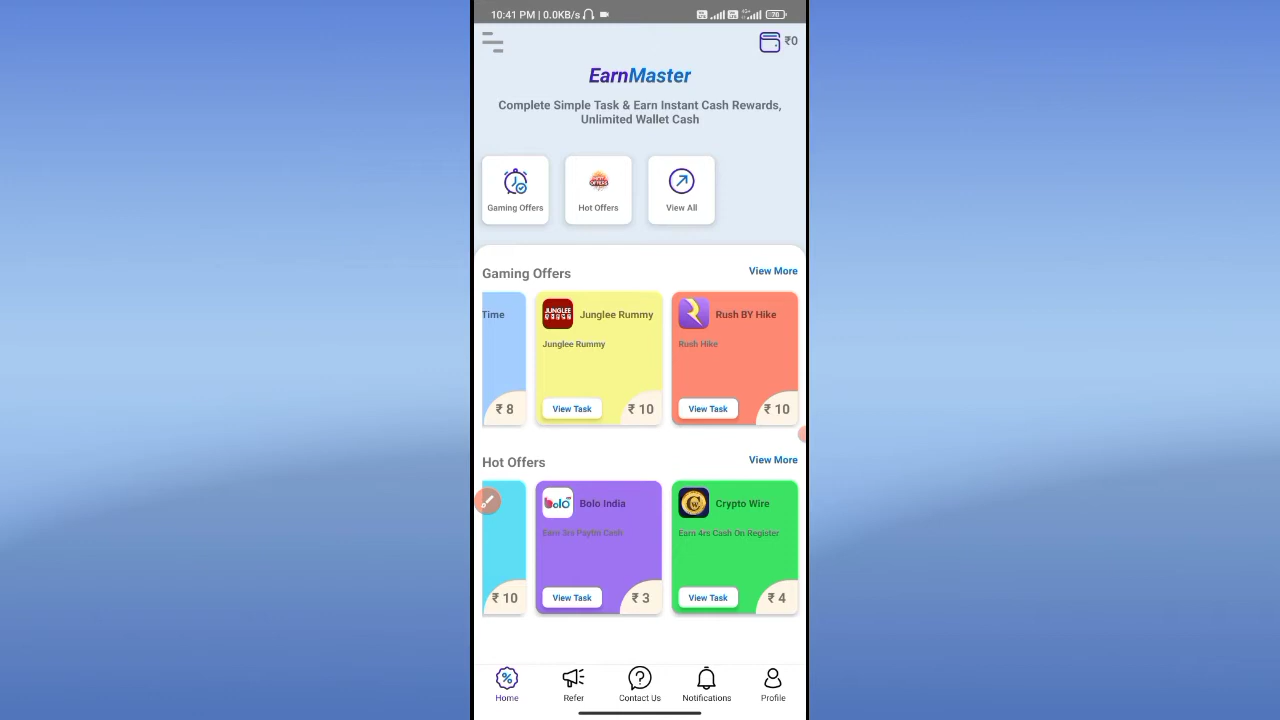 10:41 PM | 0.0KB/s
70
₹0
EarnMaster
Complete Simple Task & Earn Instant Cash Rewards,
Unlimited Wallet Cash
Gaming Offers
Hot Offers
View All
Gaming Offers
View More
Time
₹ 8
JUNGLEE
Junglee Rummy
Junglee Rummy
View Task
₹ 10
Rush BY Hike
Rush Hike
View Task
₹ 10
Hot Offers
View More
₹ 10
bolo
Bolo India
Earn 3rs Paytm Cash
View Task
₹ 3
Crypto Wire
Earn 4rs Cash On Register
View Task
₹ 4
Home
Refer
Contact Us
Notifications
Profile